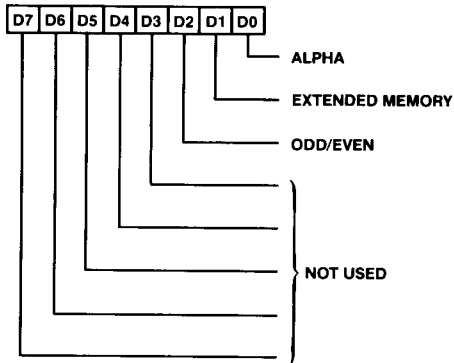 D7 D6 D5 D4 D3 D2 D1 D0
ALPHA
EXTENDED MEMORY
ODD/EVEN
NOT USED